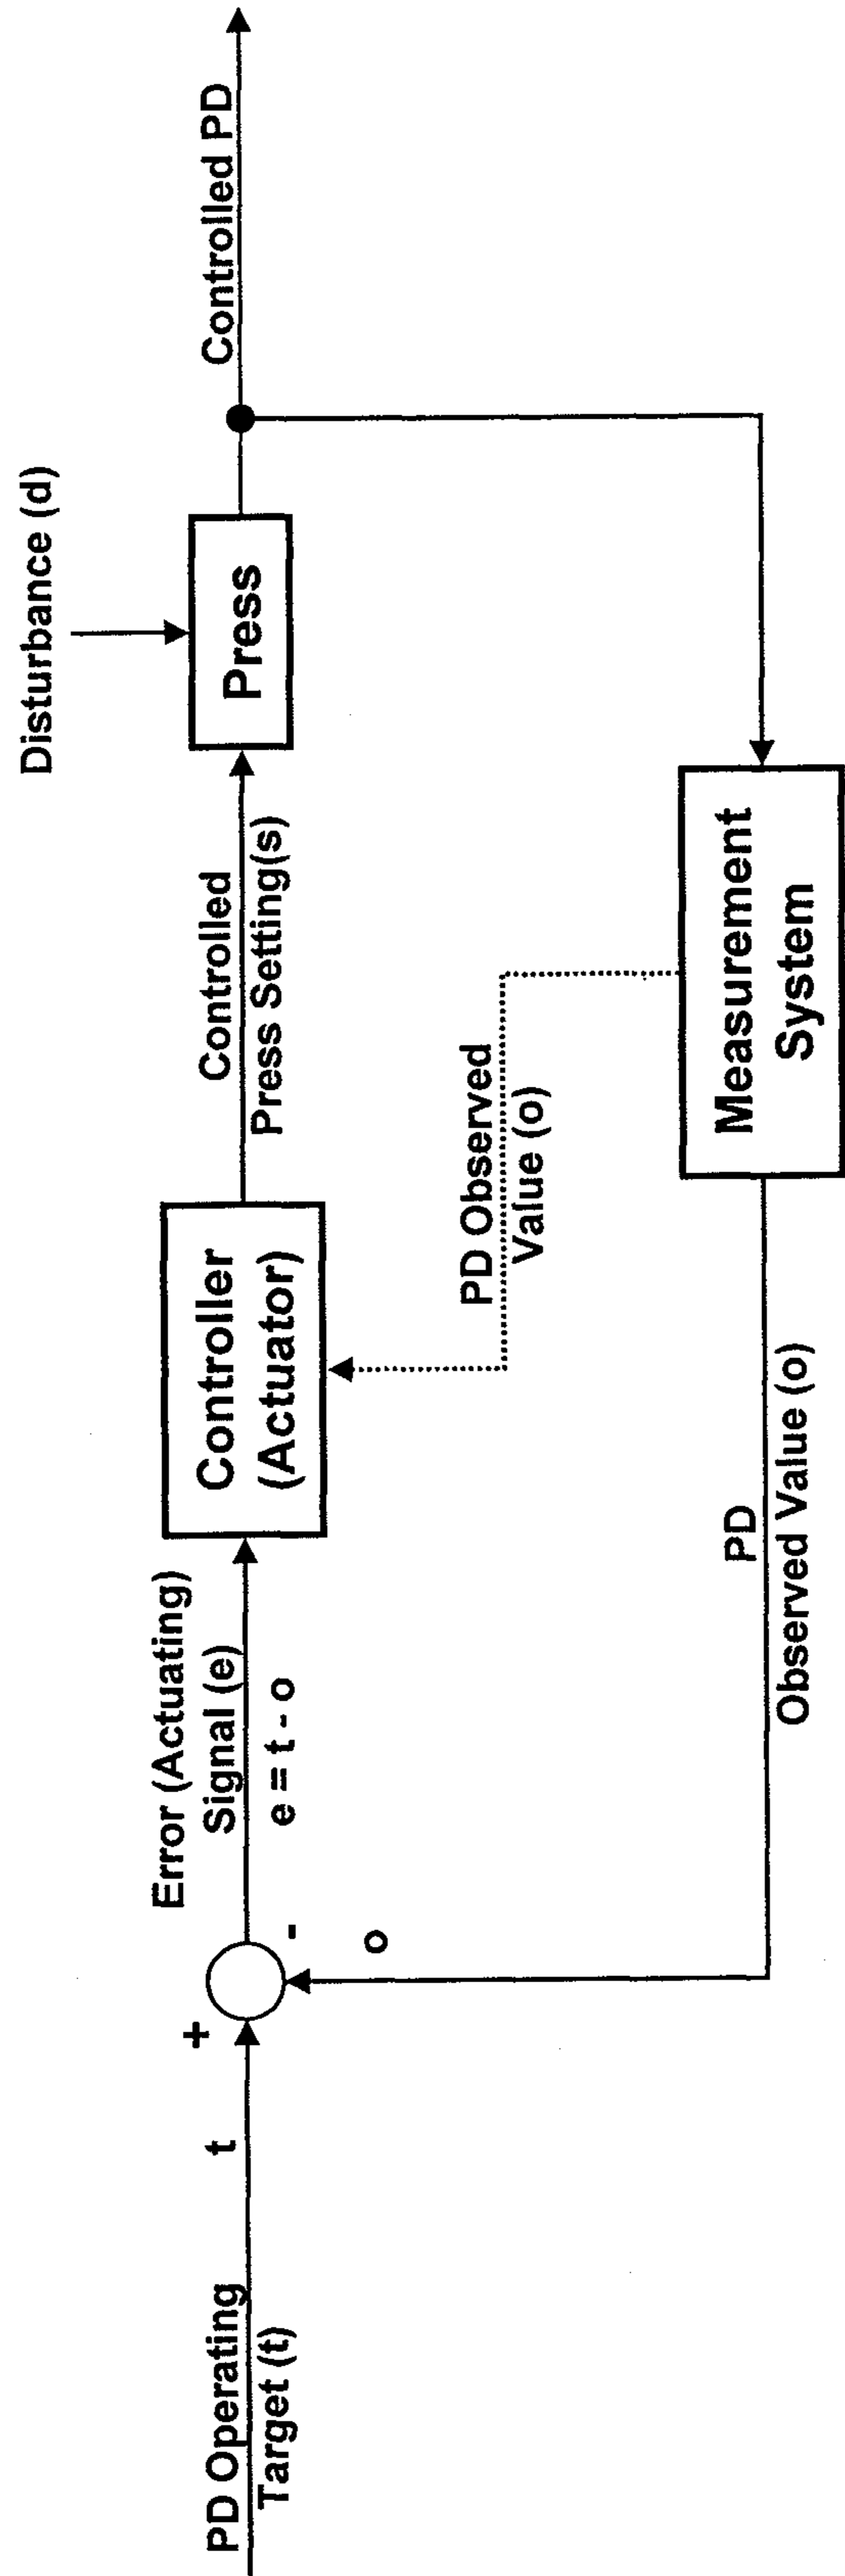 PD Operating
Target (t)
t
+
-
o
Error (Actuating)
Signal (e)
e = t - o
Controller
(Actuator)
Controlled
Press Setting(s)
Disturbance (d)
Press
Controlled PD
PD Observed
Value (o)
Measurement
System
PD
Observed Value (o)